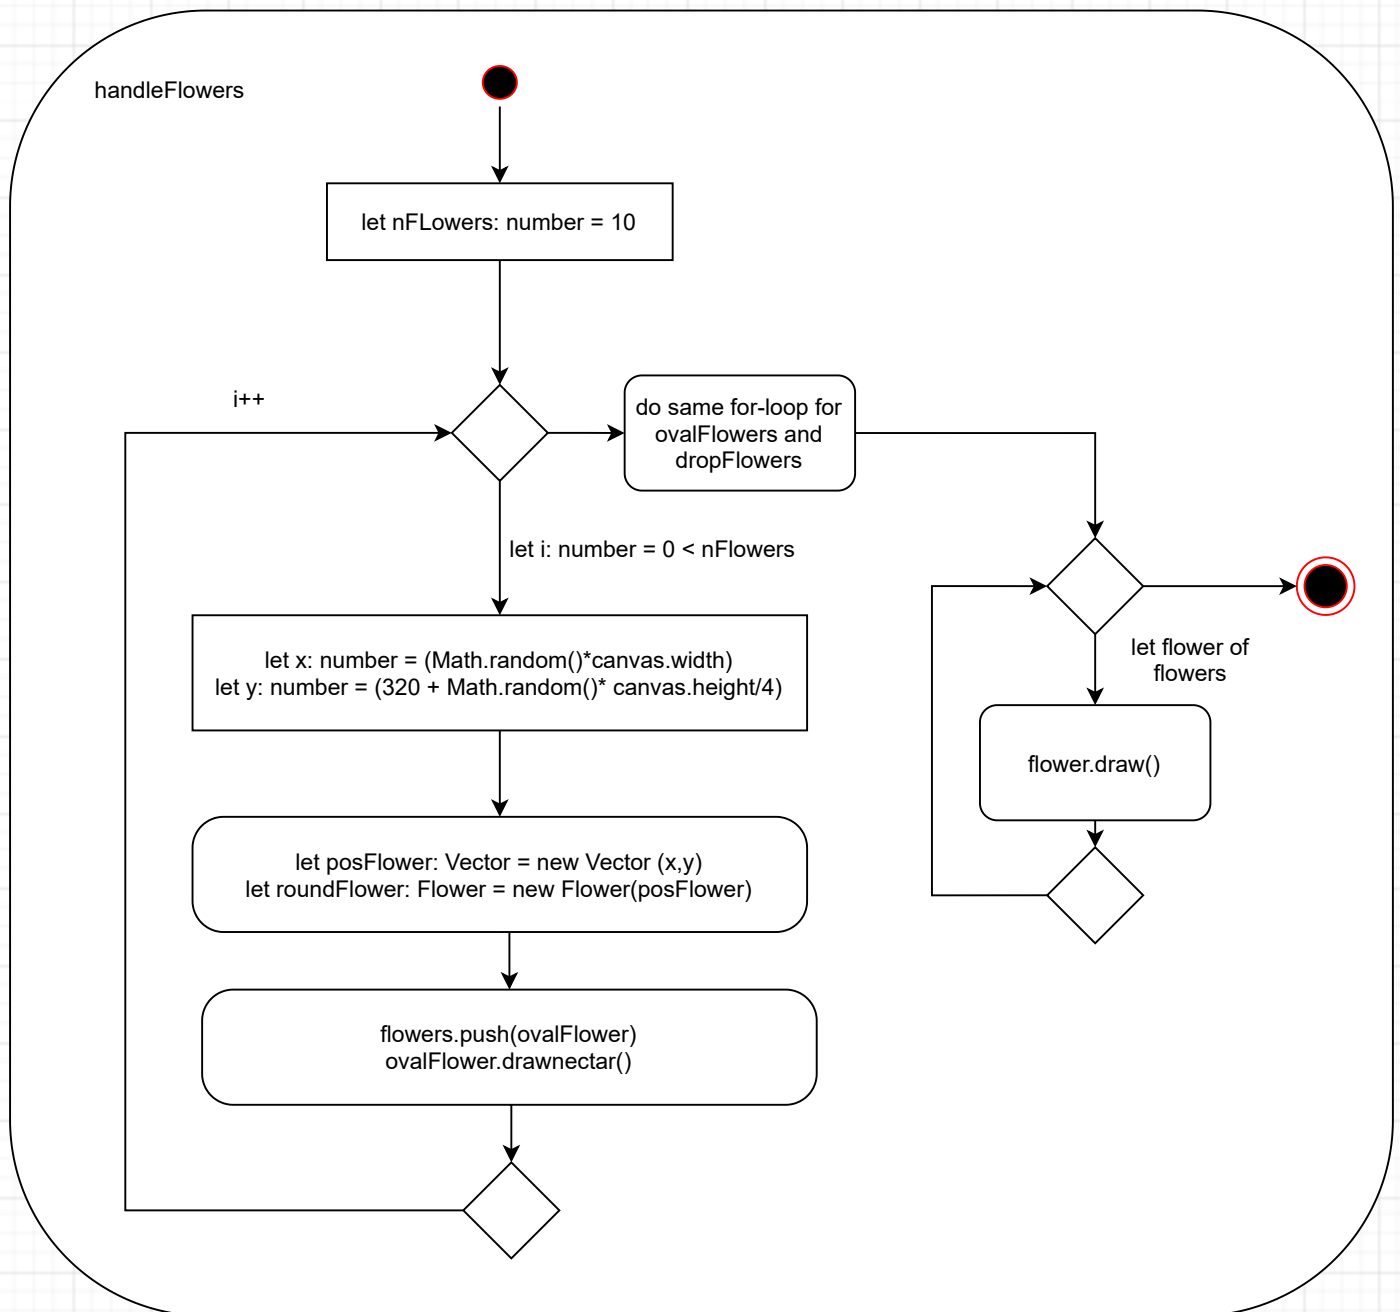 handleFlowers
let nFLowers: number = 10
i++
do same for-loop for
ovalFlowers and
dropFlowers
let i: number = 0 < nFlowers
let x: number = (Math.random()*canvas.width)
let y: number = (320 + Math.random()* canvas.height/4)
let posFlower: Vector = new Vector (x,y)
let roundFlower: Flower = new Flower(posFlower)
flowers.push(ovalFlower)
ovalFlower.drawnectar()
let flower of
flowers
flower.draw()